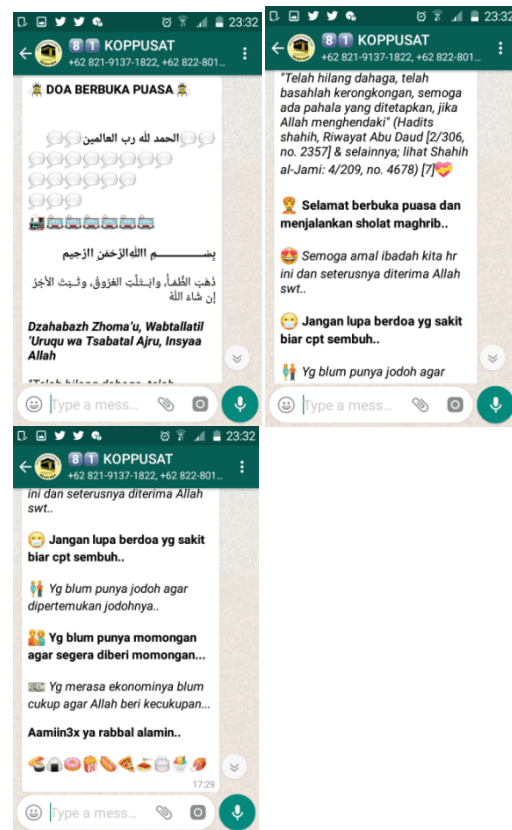 23:32
8 1 KOPPUSAT
+62 821-9137-1822, +62 822-801...
DOA BERBUKA PUASA
الحمد لله رب العالمين
بِسْــــــــــــمِ اللهِ الرَّحْمَنِ الرَّحِيم
ذَهَبَ الظَّمَأُ، وابْـتَـلَّتِ العُرُوقُ، وثَـبَتَ الأجْرُ
إن شَاءَ اللهُ
Dzahabazh Zhoma'u, Wabtallatil
'Uruqu wa Tsabatal Ajru, Insyaa
Allah
"Telah hilang dahaga, telah
Type a mess...
23:32
8 1 KOPPUSAT
+62 821-9137-1822, +62 822-801...
"Telah hilang dahaga, telah
basahlah kerongkongan, semoga
ada pahala yang ditetapkan, jika
Allah menghendaki" (Hadits
shahih, Riwayat Abu Daud [2/306,
no. 2357] & selainnya; lihat Shahih
al-Jami: 4/209, no. 4678) [7]
Selamat berbuka puasa dan
menjalankan sholat maghrib..
Semoga amal ibadah kita hr
ini dan seterusnya diterima Allah
swt..
Jangan lupa berdoa yg sakit
biar cpt sembuh..
Yg blum punya jodoh agar
Type a mess...
23:32
8 1 KOPPUSAT
+62 821-9137-1822, +62 822-801...
ini dan seterusnya diterima Allah
swt..
Jangan lupa berdoa yg sakit
biar cpt sembuh..
Yg blum punya jodoh agar
dipertemukan jodohnya..
Yg blum punya momongan
agar segera diberi momongan...
Yg merasa ekonominya blum
cukup agar Allah beri kecukupan...
Aamiin3x ya rabbal alamin..
17:29
Type a mess...